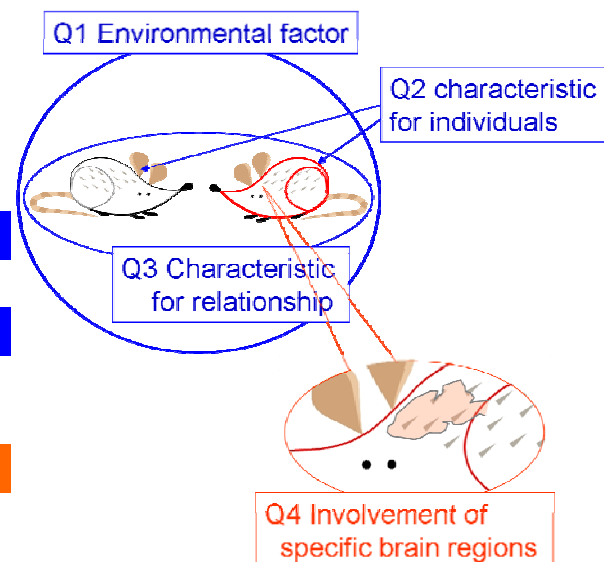 Q1 Environmental factor
Q2 characteristic
for individuals
Q3 Characteristic
for relationship
Q4 Involvement of
specific brain regions